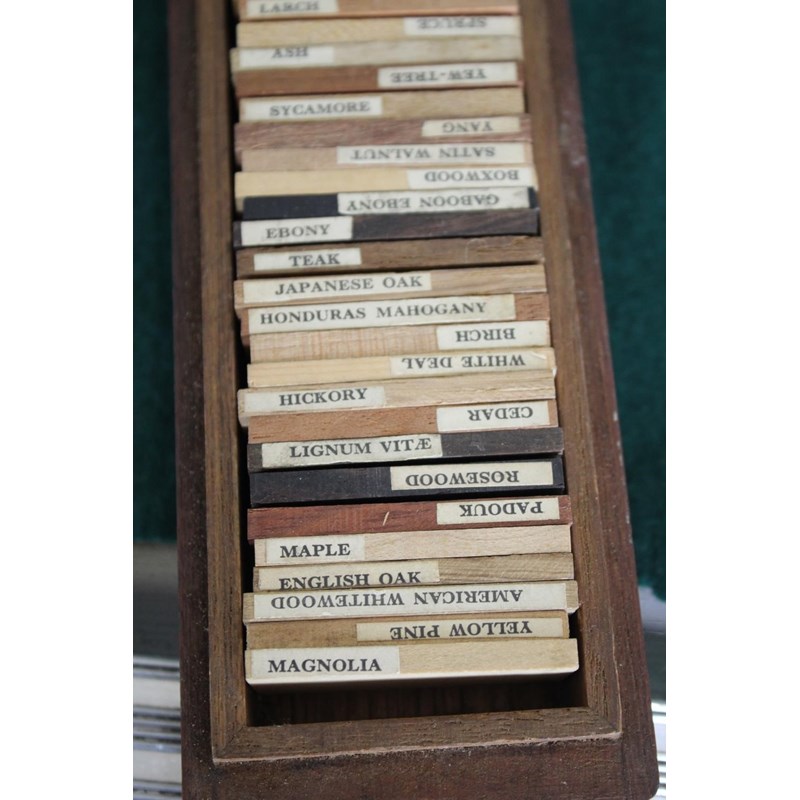 LARCH
SPRUCE
ASH
YEW-TREE
SYCAMORE
YANG
SATIN WALNUT
BOXWOOD
GABOON EBONY
EBONY
TEAK
JAPANESE OAK
HONDURAS MAHOGANY
BIRCH
WHITE DEAL
HICKORY
CEDAR
LIGNUM VITÆ
ROSEWOOD
PADOUK
MAPLE
ENGLISH OAK
AMERICAN WHITEWOOD
YELLOW PINE
MAGNOLIA